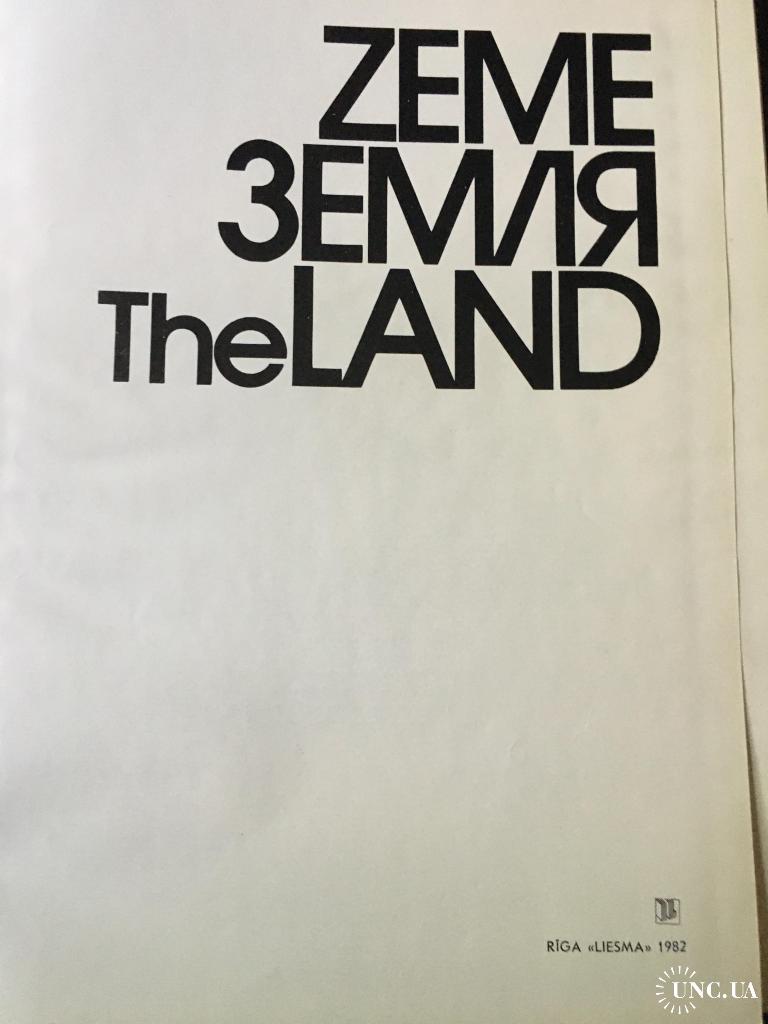 ZEME
ЗЕМЛЯ
The LAND
RĪGA «LIESMA» 1982
UNC.UA